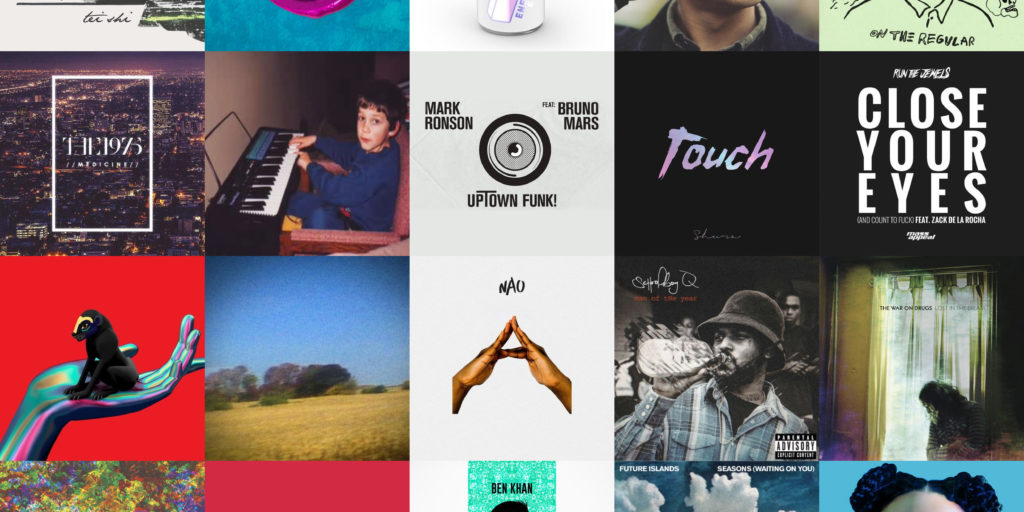 tei shi
ENE
ON THE REGULAR
THE 1975
//MEDICINE//
MARK
RONSON
FEAT: BRUNO
MARS
UPTOWN FUNK!
Touch
Shura
RUN THE JEWELS
CLOSE
YOUR
EYES
(AND COUNT TO FUCK) FEAT. ZACK DE LA ROCHA
mass
appeal
NAO
ScHoolboy Q
man of the year
PARENTAL
ADVISORY
EXPLICIT CONTENT
THE WAR ON DRUGS LOST IN THE DREAM
BEN KHAN
FUTURE ISLANDS
SEASONS (WAITING ON YOU)